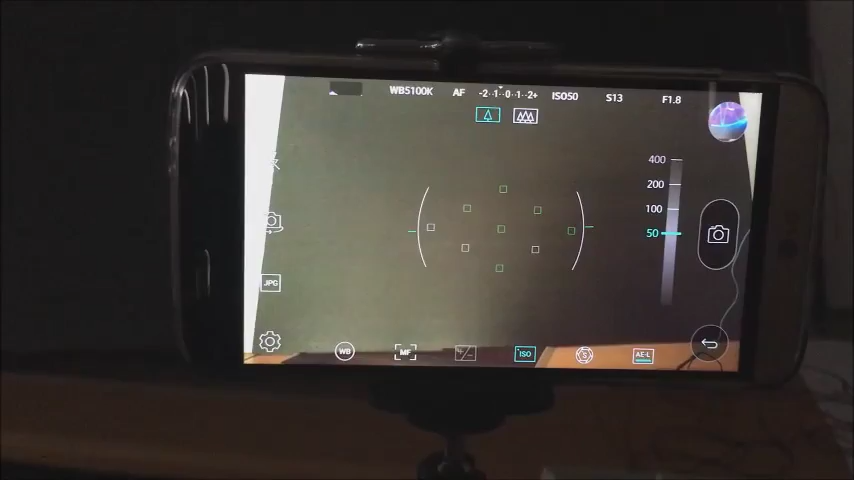 WB5100K AF -2··1··0··1··2+ ISO50 S13 F1.8
400
200
100
50
JPG
WB MF +/- ISO S AE-L